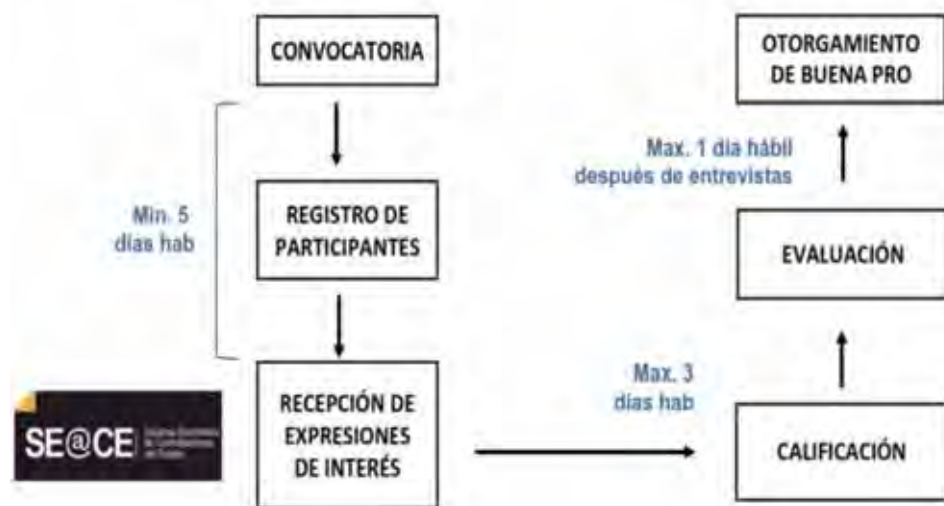 CONVOCATORIA
Min. 5
días hab
REGISTRO DE
PARTICIPANTES
RECEPCIÓN DE
EXPRESIONES
DE INTERÉS
SE@CE
Max. 3
días hab
CALIFICACIÓN
EVALUACIÓN
Max. 1 día hábil
después de entrevistas
OTORGAMIENTO
DE BUENA PRO